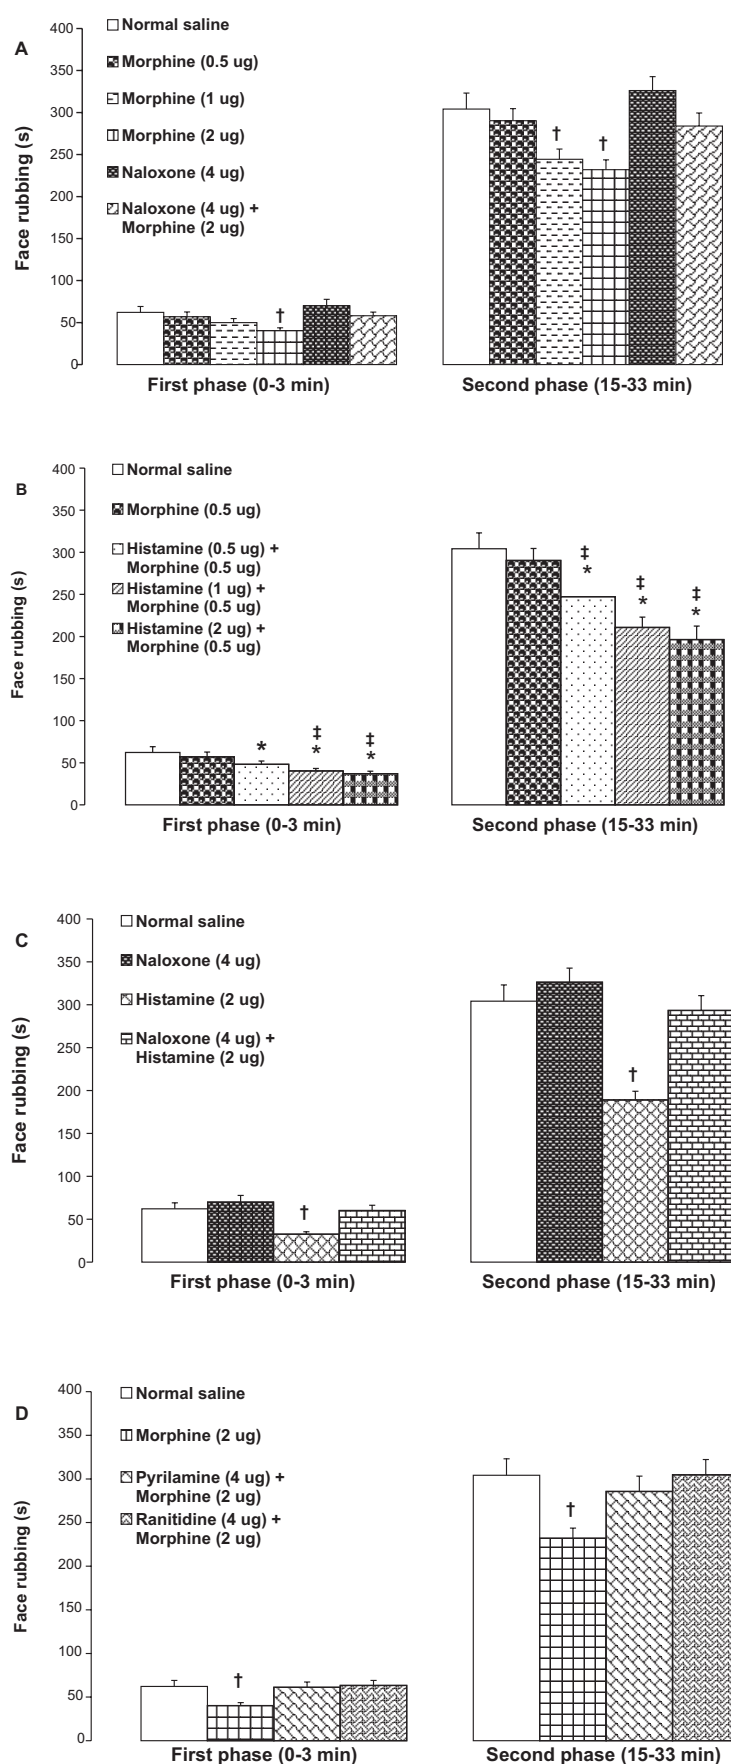 A
Face rubbing (s)
400
350
300
250
200
150
100
50
0
Normal saline
Morphine (0.5 ug)
Morphine (1 ug)
Morphine (2 ug)
Naloxone (4 ug)
Naloxone (4 ug) +
Morphine (2 ug)
†
†
†
First phase (0-3 min)
Second phase (15-33 min)
B
Face rubbing (s)
400
350
300
250
200
150
100
50
0
Normal saline
Morphine (0.5 ug)
Histamine (0.5 ug) +
Morphine (0.5 ug)
Histamine (1 ug) +
Morphine (0.5 ug)
Histamine (2 ug) +
Morphine (0.5 ug)
*
‡
*
‡
*
‡
*
‡
*
‡
*
First phase (0-3 min)
Second phase (15-33 min)
C
Face rubbing (s)
400
350
300
250
200
150
100
50
0
Normal saline
Naloxone (4 ug)
Histamine (2 ug)
Naloxone (4 ug) +
Histamine (2 ug)
†
†
First phase (0-3 min)
Second phase (15-33 min)
D
Face rubbing (s)
400
350
300
250
200
150
100
50
0
Normal saline
Morphine (2 ug)
Pyrilamine (4 ug) +
Morphine (2 ug)
Ranitidine (4 ug) +
Morphine (2 ug)
†
†
First phase (0-3 min)
Second phase (15-33 min)